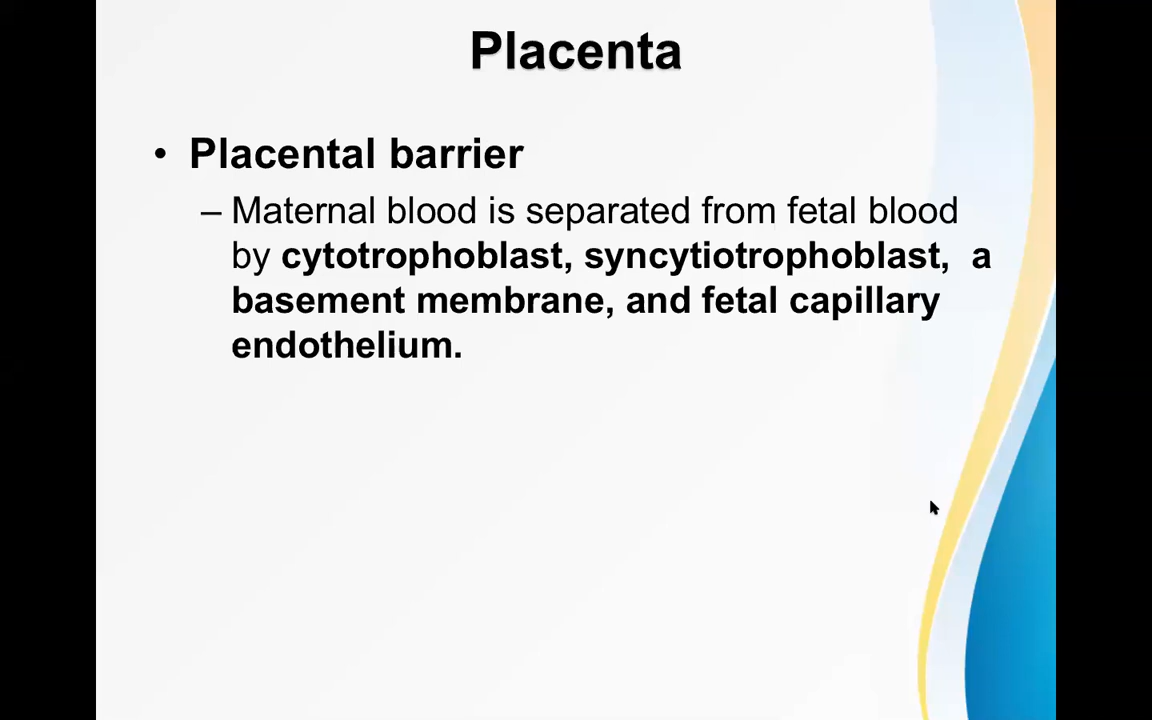 Placenta
• Placental barrier
– Maternal blood is separated from fetal blood
by cytotrophoblast, syncytiotrophoblast,  a
basement membrane, and fetal capillary
endothelium.